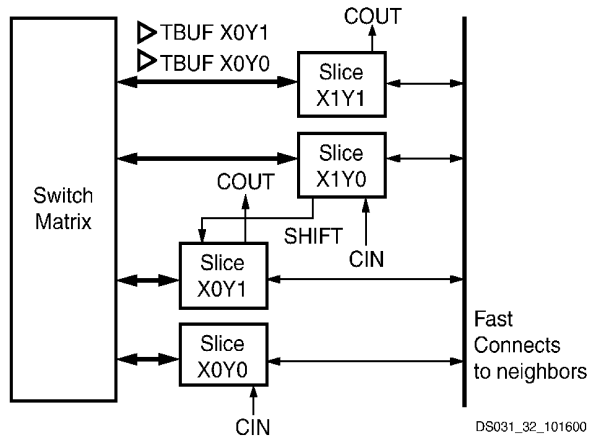 COUT
TBUF X0Y1
TBUF X0Y0
Slice
X1Y1
Slice
X1Y0
Switch
Matrix
COUT
SHIFT
CIN
Slice
X0Y1
Slice
X0Y0
Fast
Connects
to neighbors
CIN
DS031_32_101600